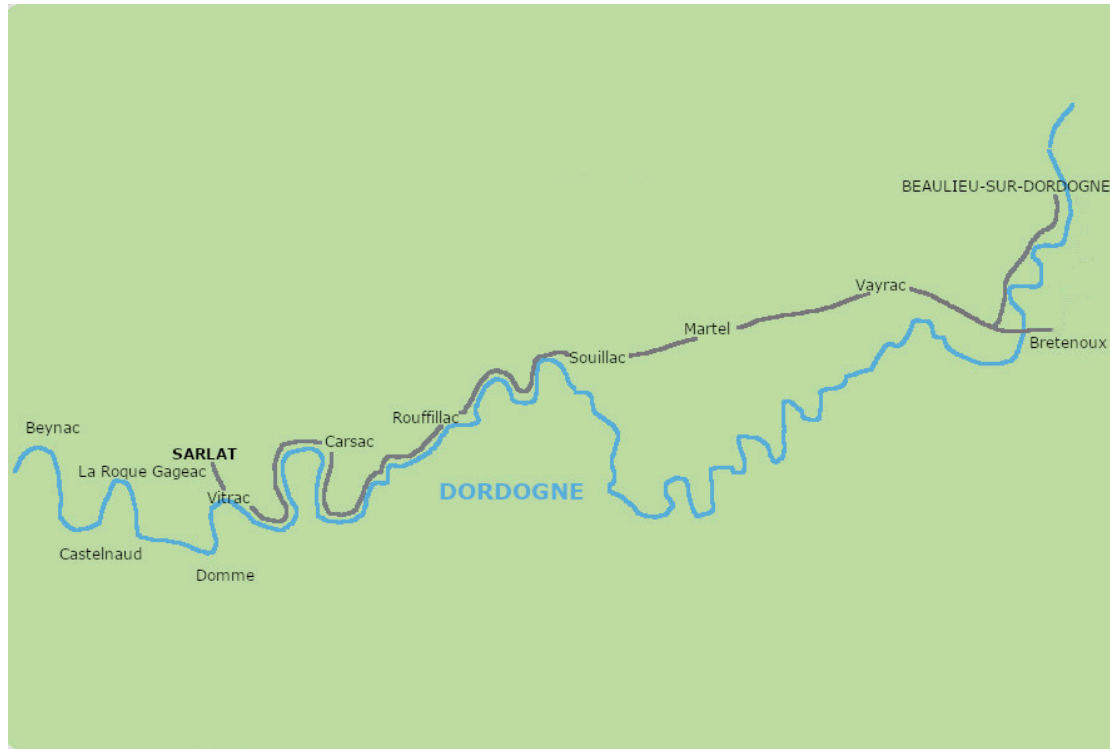 BEAULIEU-SUR-DORDOGNE
Vayrac
Martel
Bretenoux
Souillac
Rouffillac
Beynac
Carsac
SARLAT
La Roque Gageac
DORDOGNE
Vitrac
Castelnaud
Domme